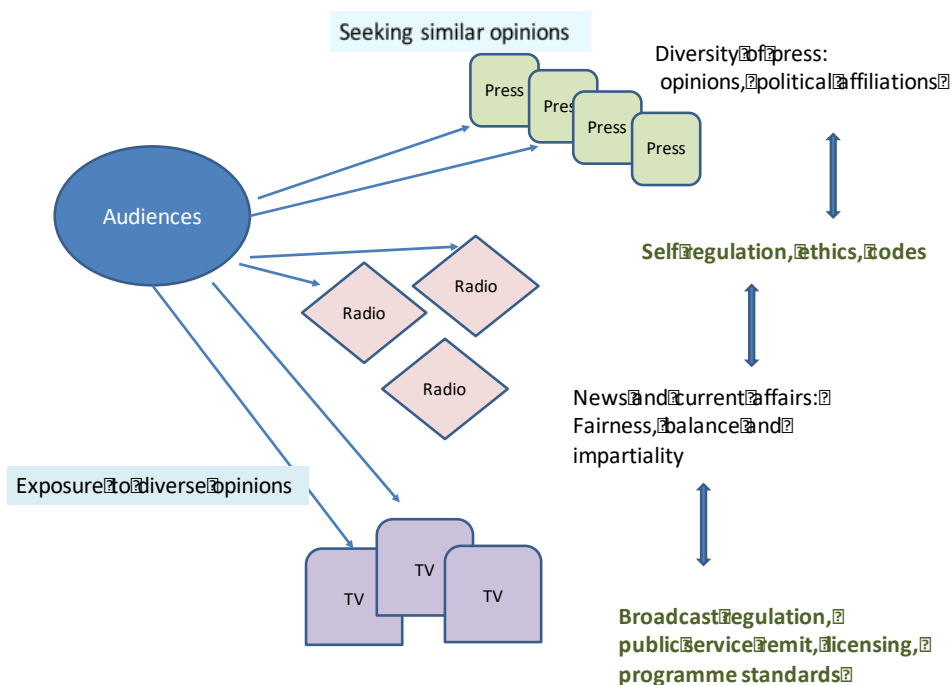 Seeking similar opinions
Diversity of press:
opinions, political affiliations
Press
Press
Press
Press
Audiences
Self regulation, ethics, codes
Radio
Radio
Radio
News and current affairs:
Fairness, balance and
impartiality
Exposure to diverse opinions
TV
TV
TV
Broadcast regulation,
public service remit, licensing,
programme standards